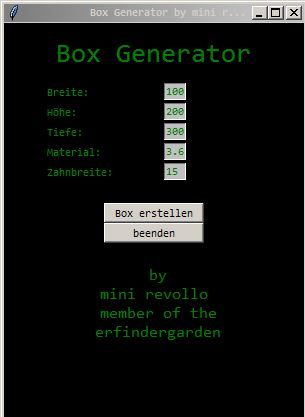 Box Generator by mini r...
Box Generator
Breite: 100
Höhe: 200
Tiefe: 300
Material: 3.6
Zahnbreite: 15
Box erstellen
beenden
by
mini revollo
member of the
erfindergarden